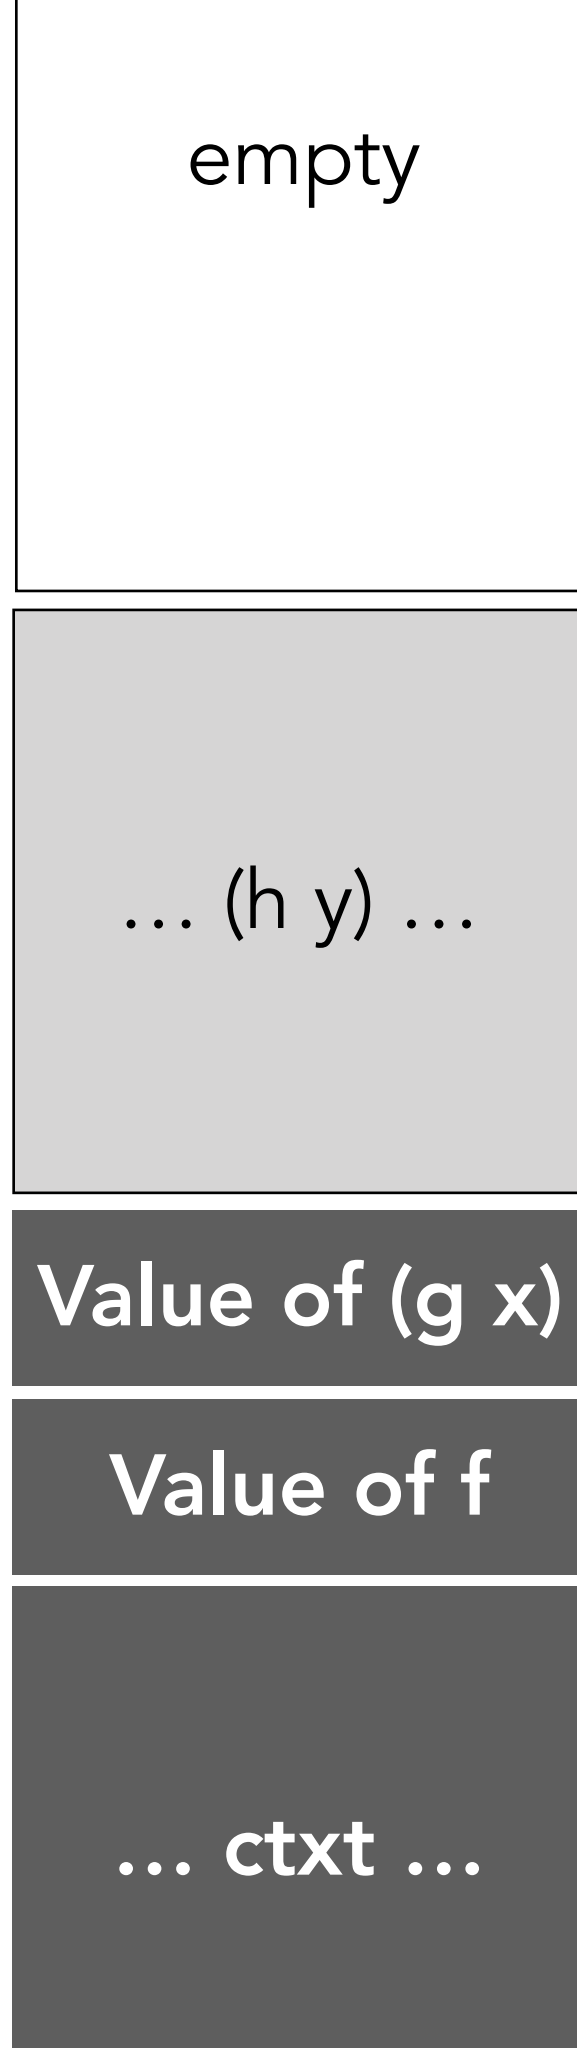 empty
… (h y) …
Value of (g x)
Value of f
… ctxt …